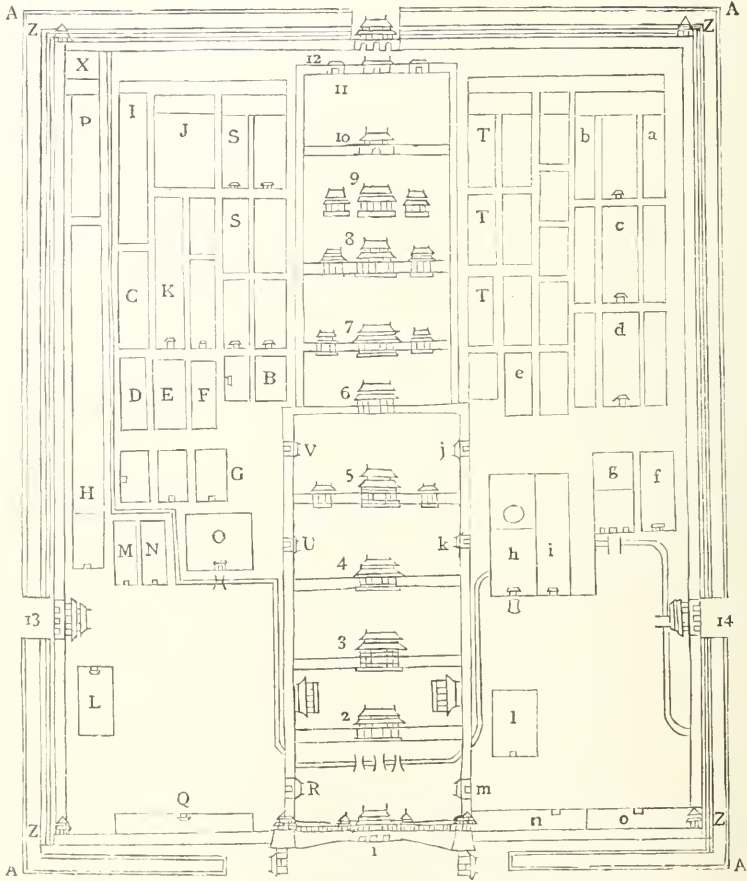 A A
Z Z
12
X
11
P I J S T b a
10
9
S T c
8
C K T
7 d
D E F B 6 e
V j
H G 5 g f
M N O U k h i
4
13 14
3
L 2 l
R m
Q n o
Z Z
1
A A